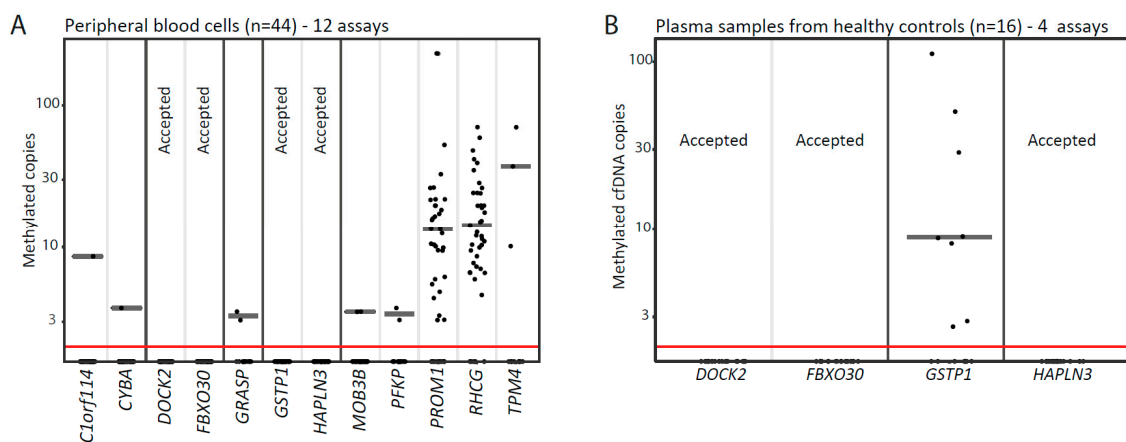 A Peripheral blood cells (n=44) - 12 assays
Methylated copies
100
30
10
3
Accepted
Accepted
Accepted
Accepted
C1orf114
CYBA
DOCK2
FBXO30
GRASP
GSTP1
HAPLN3
MOB3B
PFKP
PROM1
RHCG
TPM4
B Plasma samples from healthy controls (n=16) - 4 assays
Methylated cfDNA copies
100
30
10
3
Accepted
Accepted
Accepted
DOCK2
FBXO30
GSTP1
HAPLN3